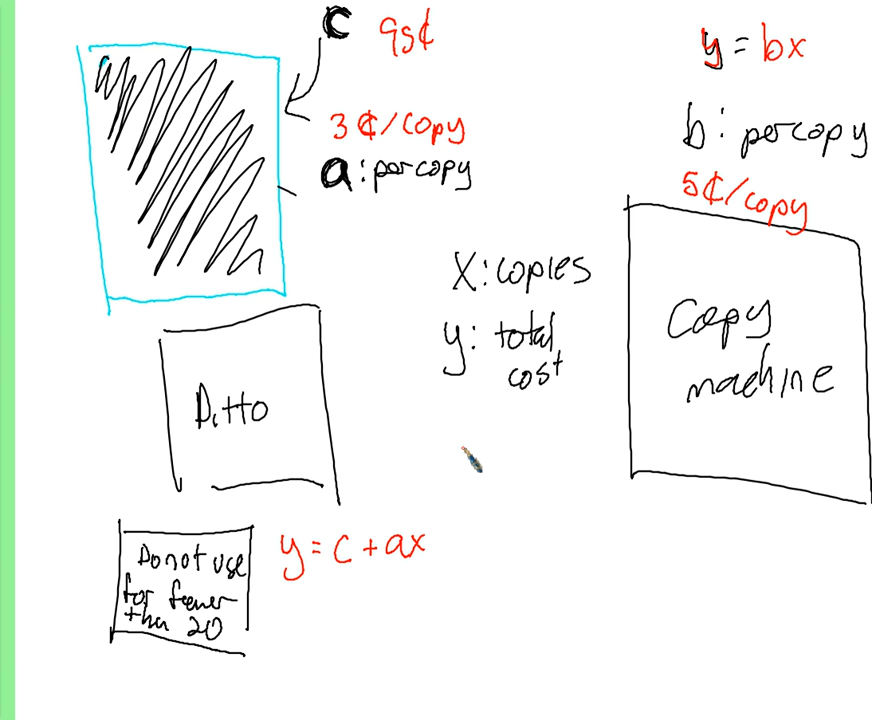 C 95¢
3¢/copy
a: per copy
y = bx
b: per copy
5¢/copy
X: copies
y: total
cost
Copy
machine
Ditto
Do not use
for fewer
than 20
y = c + ax